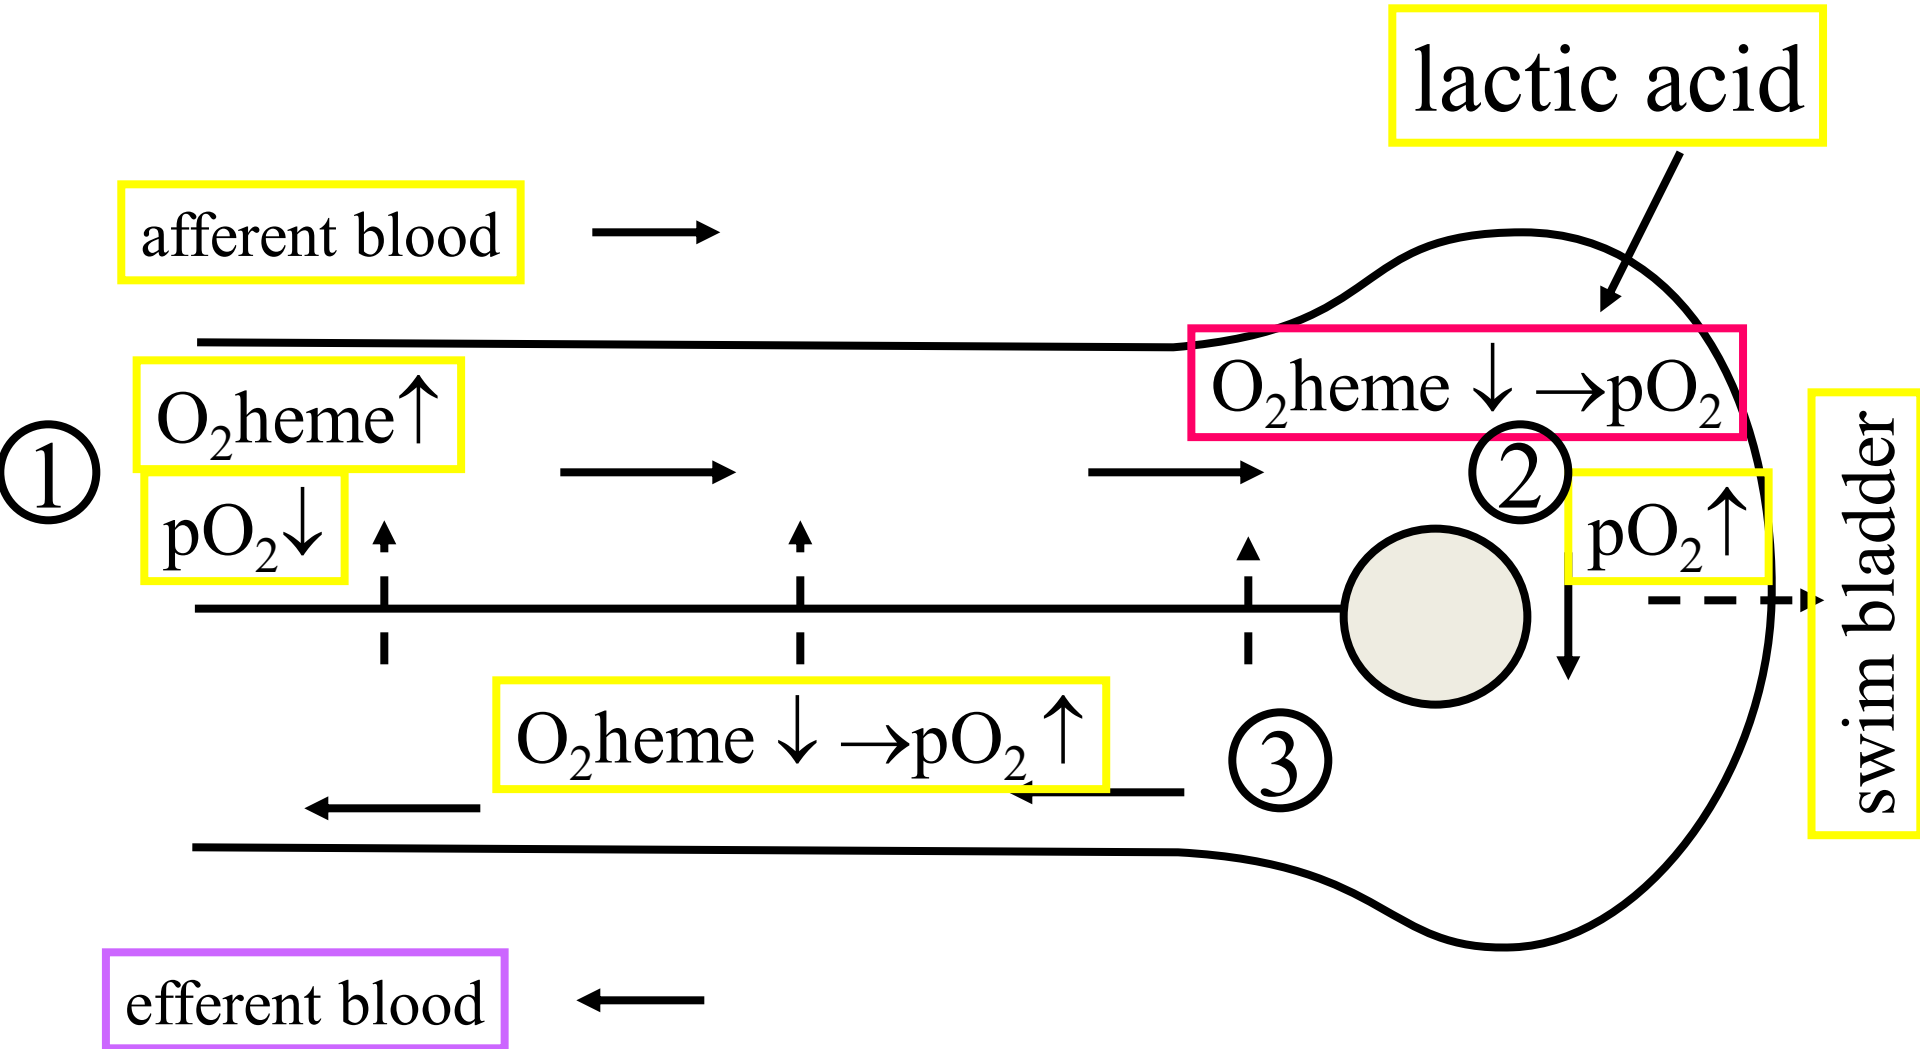 lactic acid
afferent blood
O₂heme↑
pO₂↓
1
O₂heme ↓ →pO₂
2
pO₂↑
swim bladder
O₂heme ↓ →pO₂ ↑
3
efferent blood